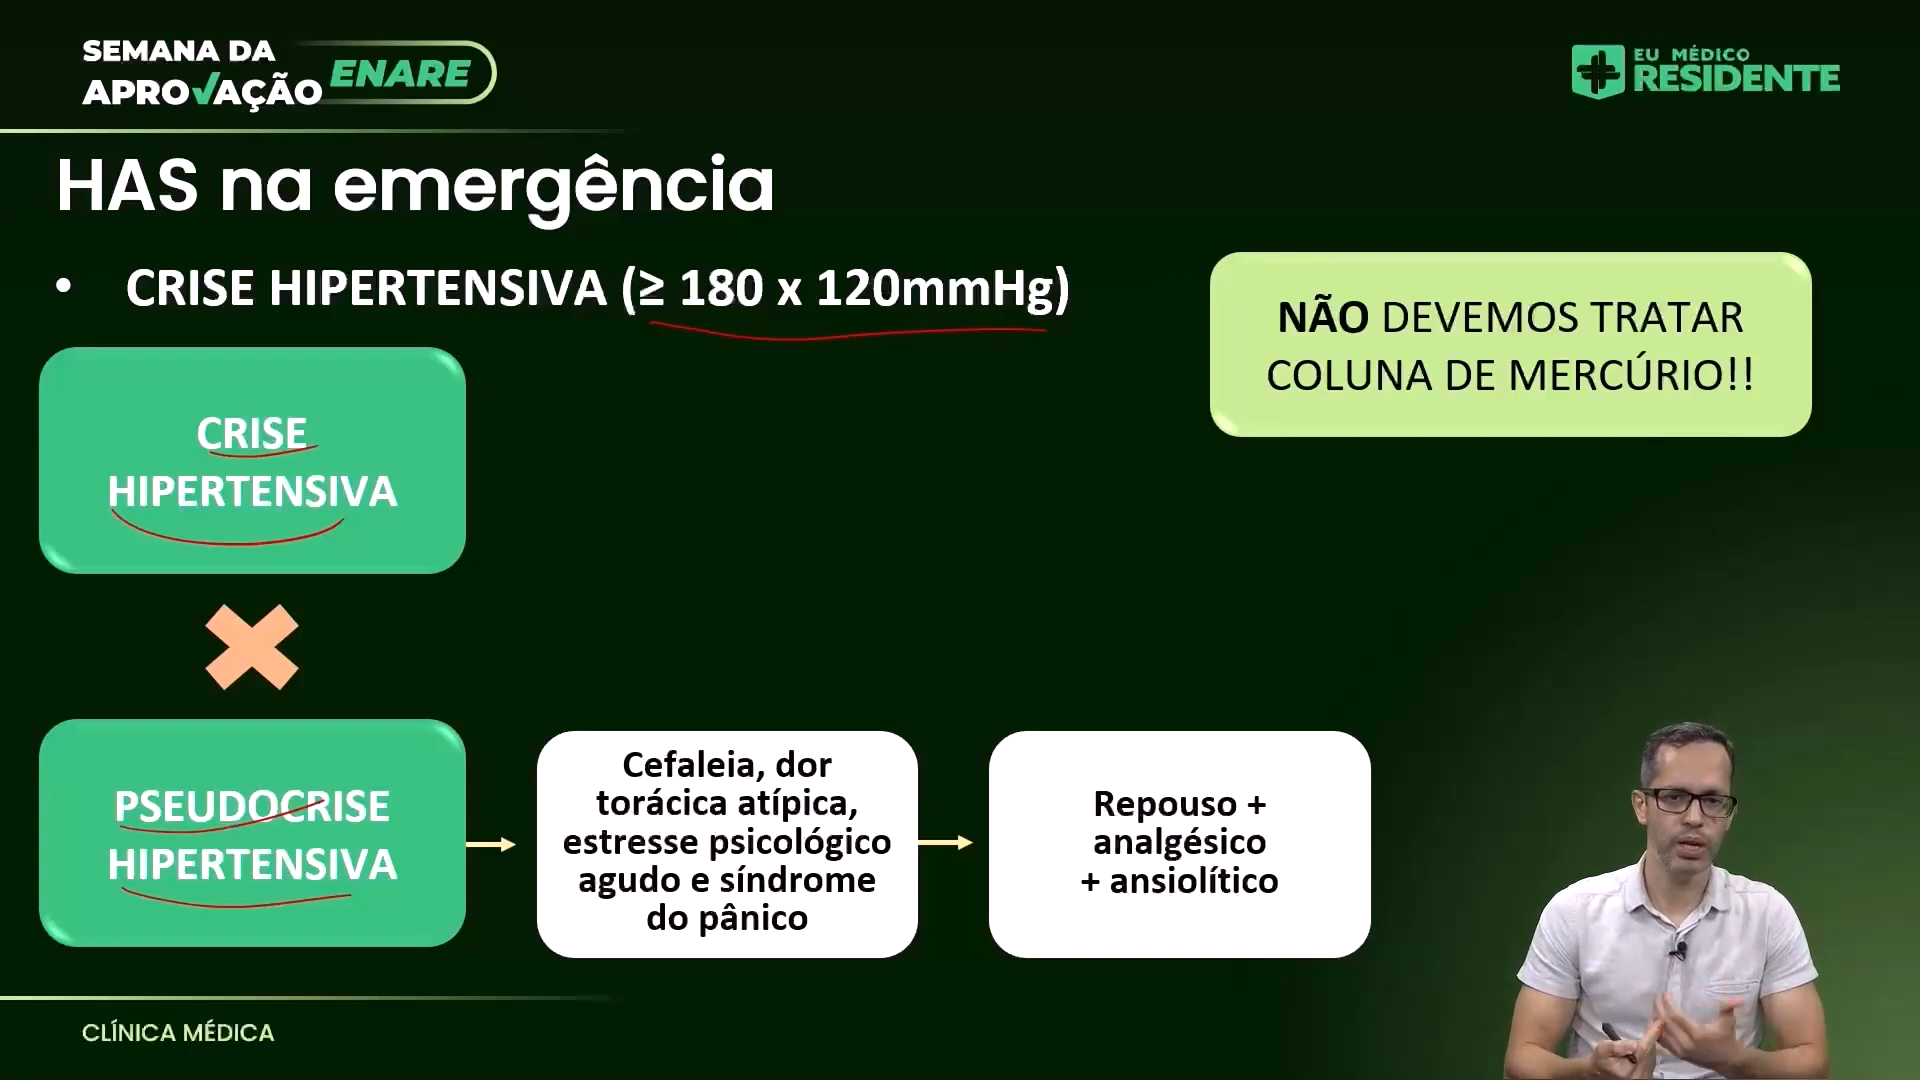 SEMANA DA
APROVAÇÃO
ENARE
EU MÉDICO
RESIDENTE
HAS na emergência
• CRISE HIPERTENSIVA (≥ 180 x 120mmHg)
NÃO DEVEMOS TRATAR
COLUNA DE MERCÚRIO!!
CRISE
HIPERTENSIVA
PSEUDOCRISE
HIPERTENSIVA
Cefaleia, dor
torácica atípica,
estresse psicológico
agudo e síndrome
do pânico
Repouso +
analgésico
+ ansiolítico
CLÍNICA MÉDICA